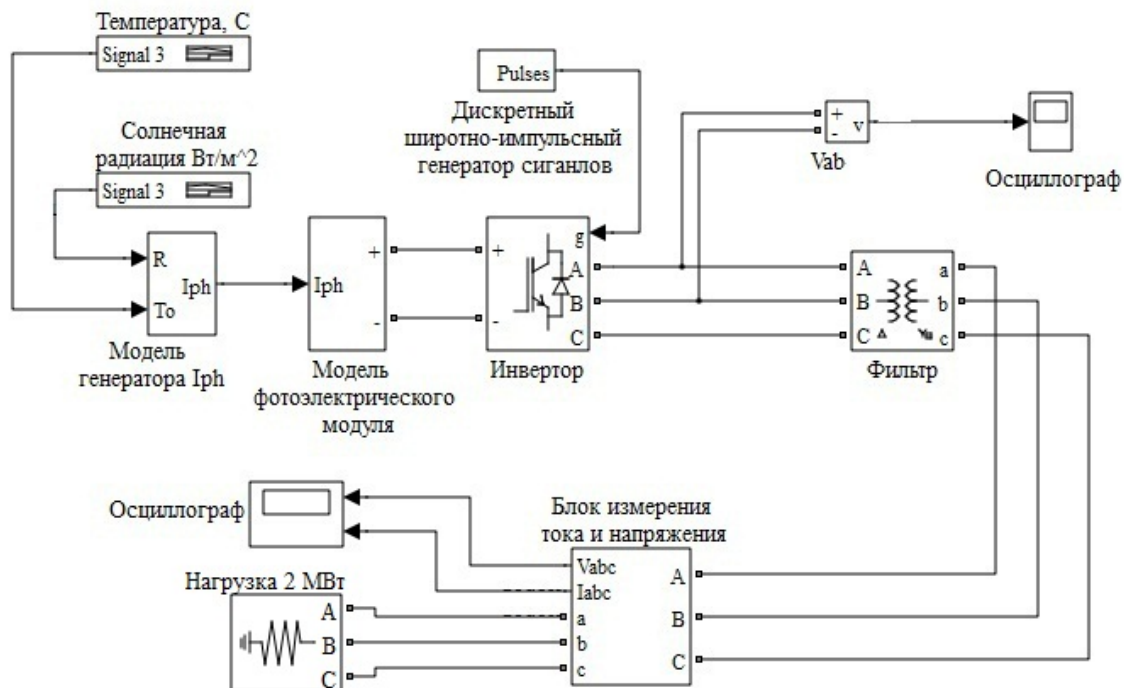 Температура, С
Signal 3
Солнечная
радиация Вт/м^2
Signal 3
R
Iph
To
Модель
генератора Iph
Iph
+
-
Модель
фотоэлектрического
модуля
Pulses
Дискретный
широтно-импульсный
генератор сиганлов
+
-
g
A
B
C
Инвертор
+
-
v
Vab
Осциллограф
A
B
C
Δ
Yg
a
b
c
Фильтр
Осциллограф
Блок измерения
тока и напряжения
Vabc
Iabc
a
b
c
A
B
C
Нагрузка 2 МВт
A
B
C